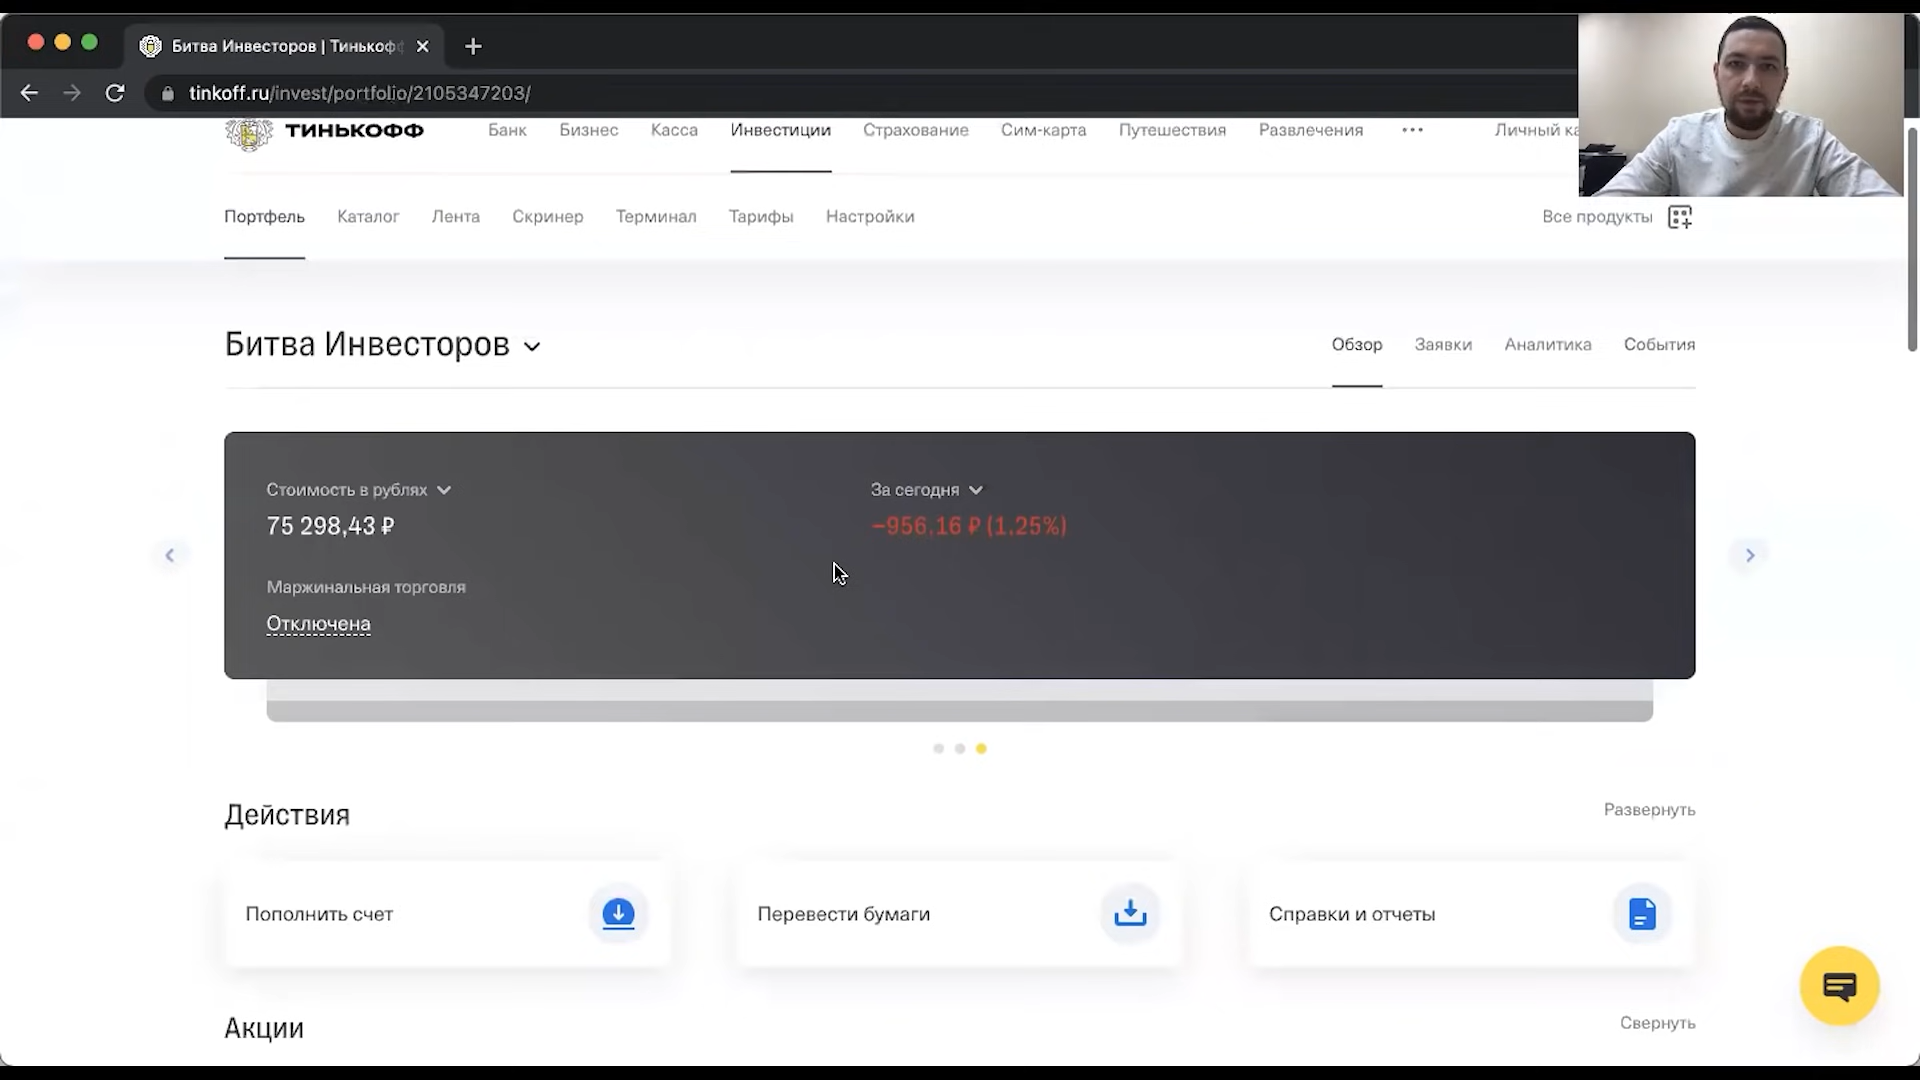 Битва Инвесторов | Тинькофф
tinkoff.ru/invest/portfolio/2105347203/
ТИНЬКОФФ Банк Бизнес Касса Инвестиции Страхование Сим-карта Путешествия Развлечения ••• Личный ка
Портфель Каталог Лента Скринер Терминал Тарифы Настройки Все продукты
Битва Инвесторов Обзор Заявки Аналитика События
Стоимость в рублях За сегодня
75 298,43 ₽ −956,16 ₽ (1,25%)
Маржинальная торговля
Отключена
Действия Развернуть
Пополнить счет Перевести бумаги Справки и отчеты
Акции Свернуть